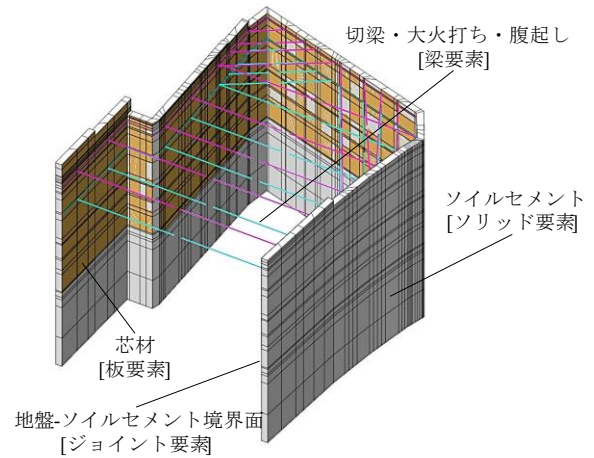 切梁・大火打ち・腹起し
[梁要素]
ソイルセメント
[ソリッド要素]
芯材
[板要素]
地盤-ソイルセメント境界面
[ジョイント要素]